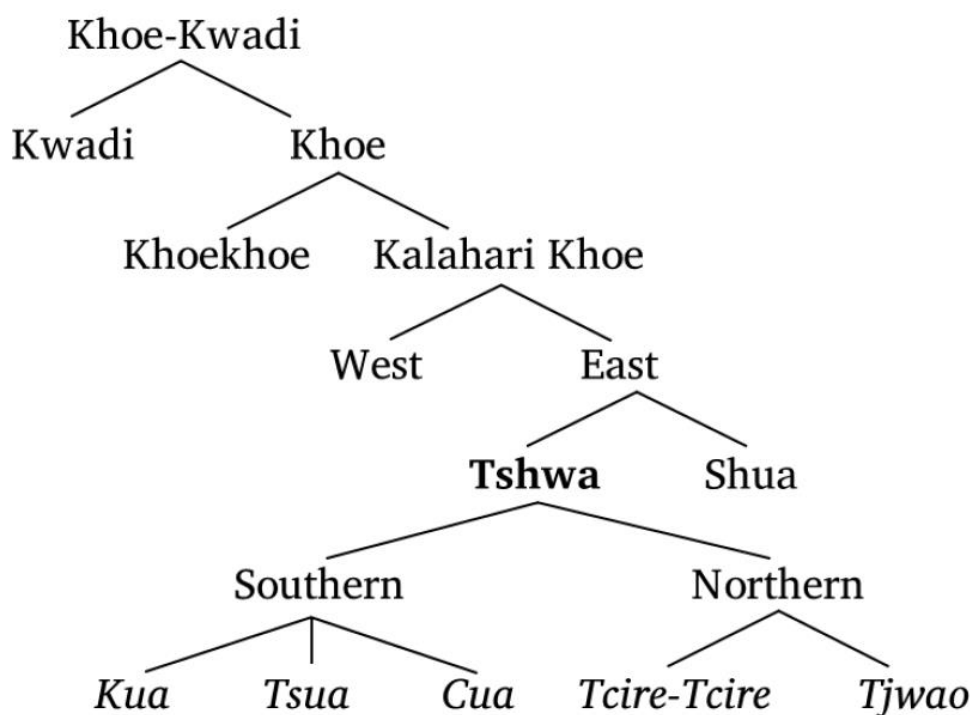 Khoe-Kwadi
Kwadi Khoe
Khoekhoe Kalahari Khoe
West East
Tshwa Shua
Southern Northern
Kua Tsua Cua Tcire-Tcire Tjwao